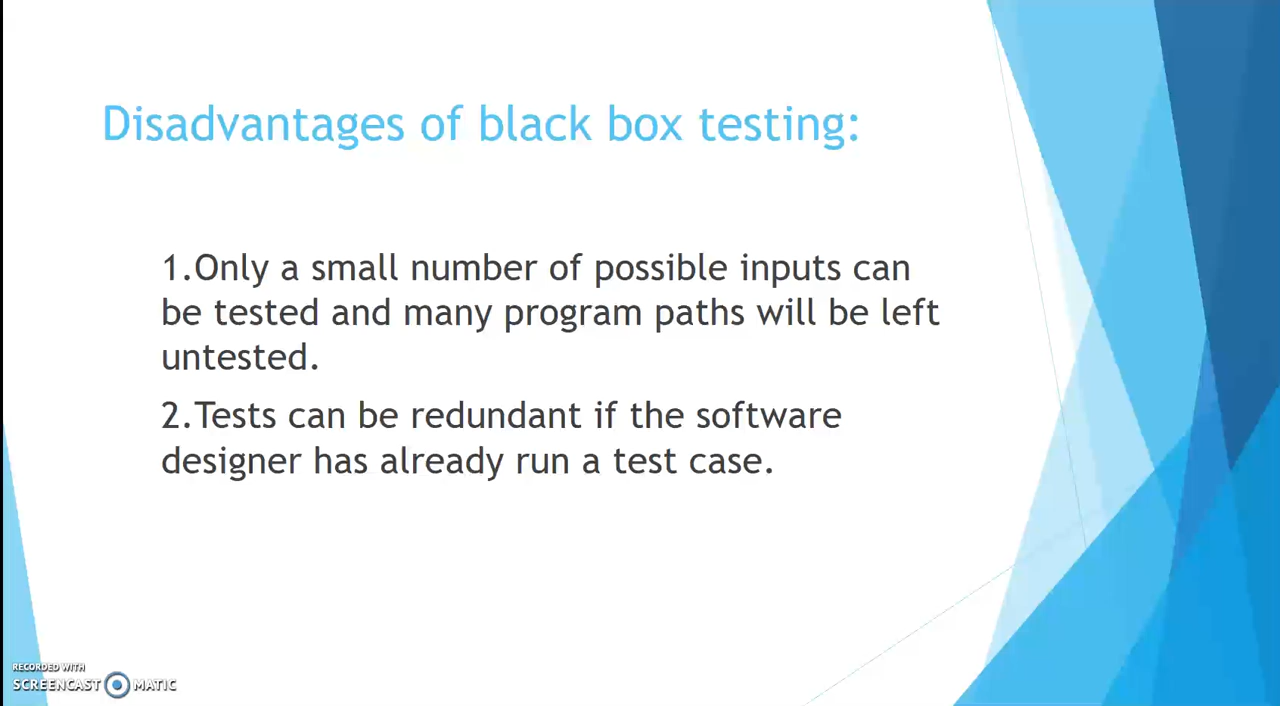 Disadvantages of black box testing:
1.Only a small number of possible inputs can
be tested and many program paths will be left
untested.
2.Tests can be redundant if the software
designer has already run a test case.
RECORDED WITH
SCREENCAST MATIC